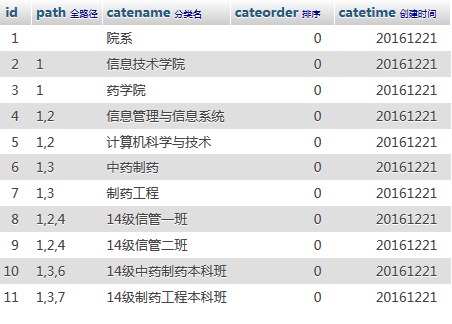 id path 全路径 catename 分类名 cateorder 排序 catetime 创建时间
1 院系 0 20161221
2 1 信息技术学院 0 20161221
3 1 药学院 0 20161221
4 1,2 信息管理与信息系统 0 20161221
5 1,2 计算机科学与技术 0 20161221
6 1,3 中药制药 0 20161221
7 1,3 制药工程 0 20161221
8 1,2,4 14级信管一班 0 20161221
9 1,2,4 14级信管二班 0 20161221
10 1,3,6 14级中药制药本科班 0 20161221
11 1,3,7 14级制药工程本科班 0 20161221